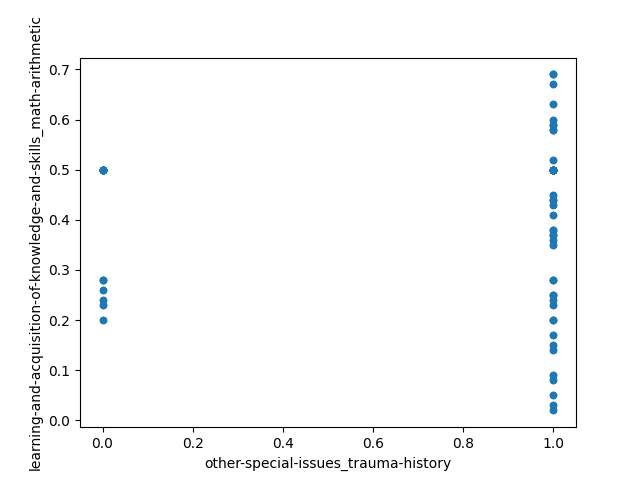 learning-and-acquisition-of-knowledge-and-skills_math-arithmetic
0.7
0.6
0.5
0.4
0.3
0.2
0.1
0.0
0.0 0.2 0.4 0.6 0.8 1.0
other-special-issues_trauma-history